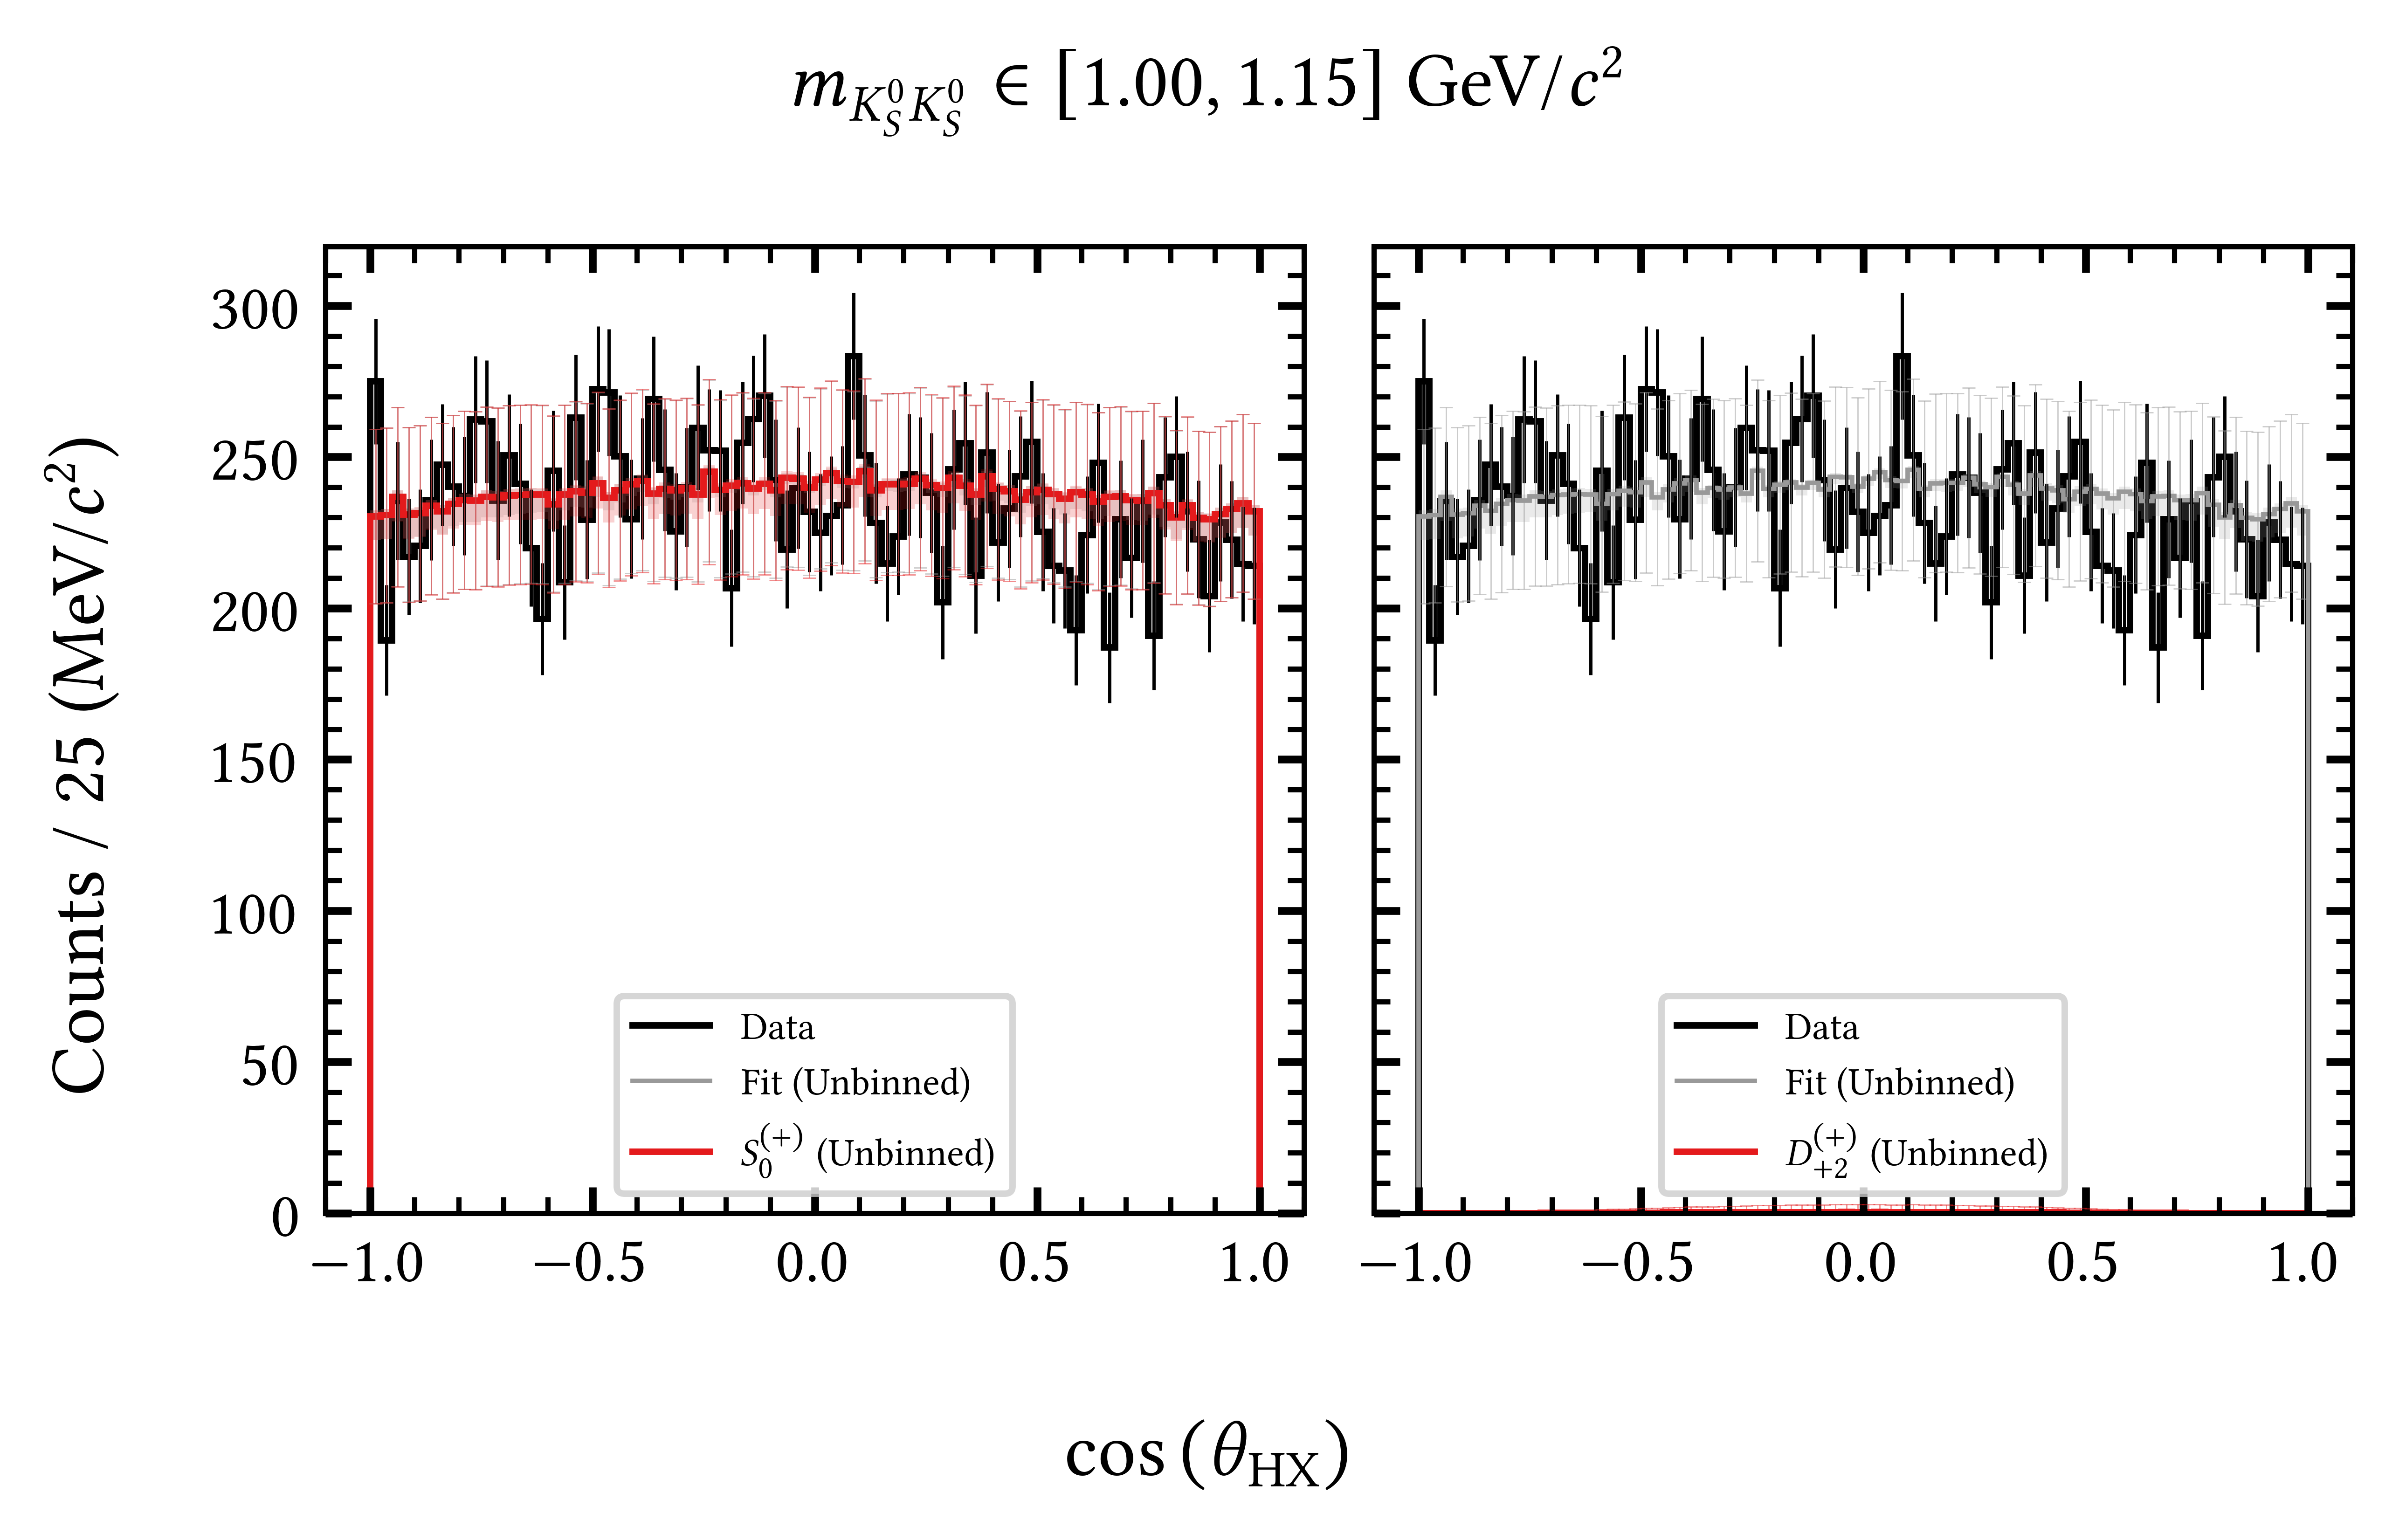 m_{K_S^0 K_S^0} ∈ [1.00, 1.15] GeV/c²
Counts / 25 (MeV/c²)
300
250
200
150
100
50
0
Data
Fit (Unbinned)
S_0^{(+)} (Unbinned)
Data
Fit (Unbinned)
D_{+2}^{(+)} (Unbinned)
−1.0 −0.5 0.0 0.5 1.0
−1.0 −0.5 0.0 0.5 1.0
cos (θ_HX)